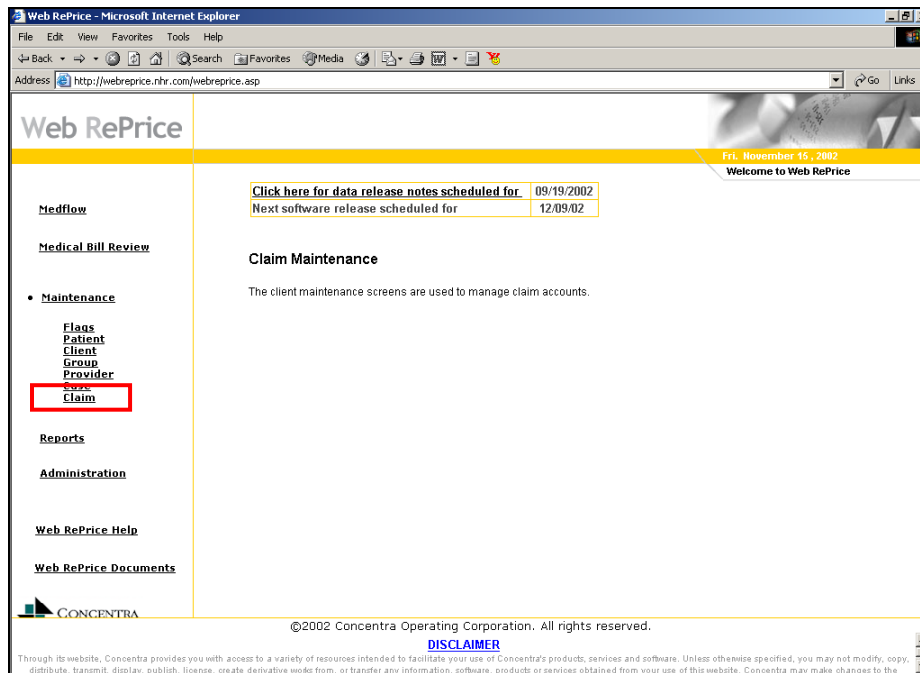 Web RePrice - Microsoft Internet Explorer
File Edit View Favorites Tools Help
Back Search Favorites Media
Address http://webreprice.nhr.com/webreprice.asp Go Links
Web RePrice
Fri. November 15 , 2002
Welcome to Web RePrice
Click here for data release notes scheduled for 09/19/2002
Next software release scheduled for 12/09/02
Medflow
Medical Bill Review
Claim Maintenance
The client maintenance screens are used to manage claim accounts.
• Maintenance
Flags
Patient
Client
Group
Provider
Case
Claim
Reports
Administration
Web RePrice Help
Web RePrice Documents
CONCENTRA
©2002 Concentra Operating Corporation. All rights reserved.
DISCLAIMER
Through its website, Concentra provides you with access to a variety of resources intended to facilitate your use of Concentra's products, services and software. Unless otherwise specified, you may not modify, copy,
distribute, transmit, display, publish, license, create derivative works from, or transfer any information, software, products or services obtained from your use of this website. Concentra may make changes to the